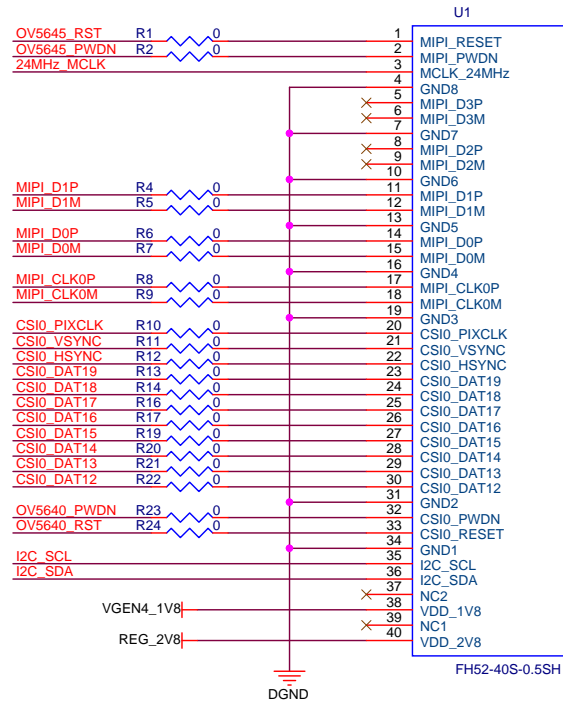 U1
OV5645_RST R1 0 1 MIPI_RESET
OV5645_PWDN R2 0 2 MIPI_PWDN
24MHz_MCLK 3 MCLK_24MHz
4 GND8
5 MIPI_D3P
6 MIPI_D3M
7 GND7
8 MIPI_D2P
9 MIPI_D2M
10 GND6
MIPI_D1P R4 0 11 MIPI_D1P
MIPI_D1M R5 0 12 MIPI_D1M
13 GND5
MIPI_D0P R6 0 14 MIPI_D0P
MIPI_D0M R7 0 15 MIPI_D0M
16 GND4
MIPI_CLK0P R8 0 17 MIPI_CLK0P
MIPI_CLK0M R9 0 18 MIPI_CLK0M
19 GND3
CSI0_PIXCLK R10 0 20 CSI0_PIXCLK
CSI0_VSYNC R11 0 21 CSI0_VSYNC
CSI0_HSYNC R12 0 22 CSI0_HSYNC
CSI0_DAT19 R13 0 23 CSI0_DAT19
CSI0_DAT18 R14 0 24 CSI0_DAT18
CSI0_DAT17 R16 0 25 CSI0_DAT17
CSI0_DAT16 R17 0 26 CSI0_DAT16
CSI0_DAT15 R19 0 27 CSI0_DAT15
CSI0_DAT14 R20 0 28 CSI0_DAT14
CSI0_DAT13 R21 0 29 CSI0_DAT13
CSI0_DAT12 R22 0 30 CSI0_DAT12
31 GND2
OV5640_PWDN R23 0 32 CSI0_PWDN
OV5640_RST R24 0 33 CSI0_RESET
34 GND1
I2C_SCL 35 I2C_SCL
I2C_SDA 36 I2C_SDA
37 NC2
VGEN4_1V8 38 VDD_1V8
39 NC1
REG_2V8 40 VDD_2V8
FH52-40S-0.5SH
DGND